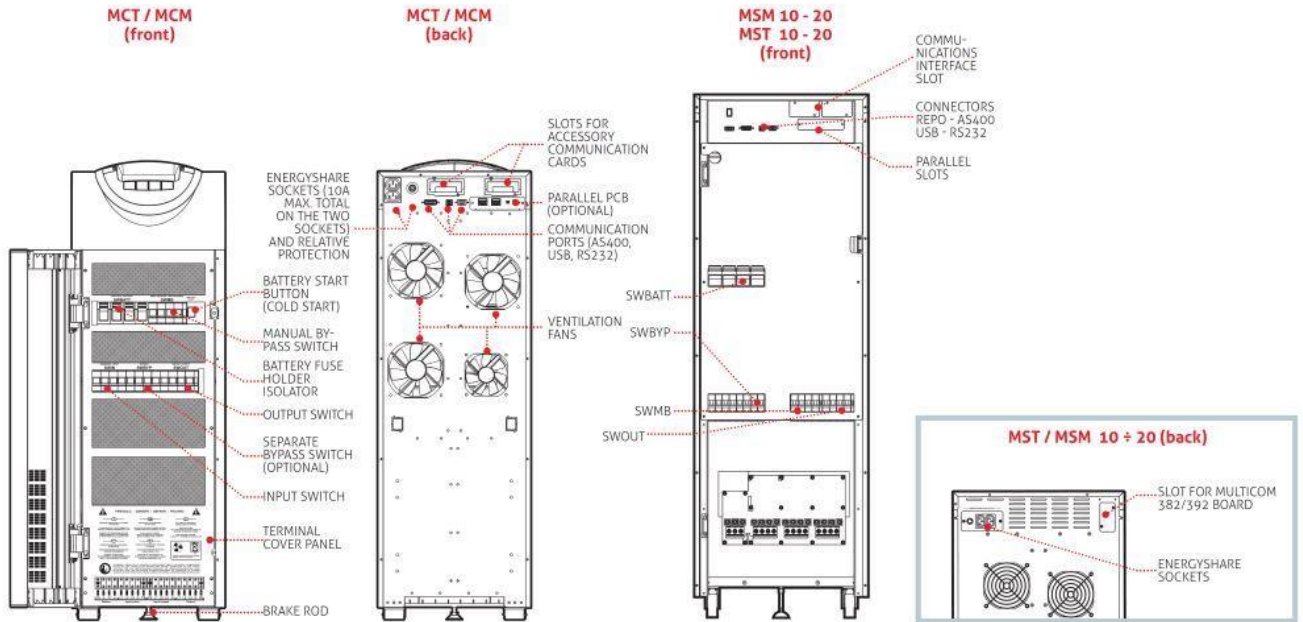 MCT / MCM
(front)
MCT / MCM
(back)
MSM 10 - 20
MST 10 - 20
(front)
BATTERY START
BUTTON
(COLD START)
MANUAL BY-
PASS SWITCH
BATTERY FUSE
HOLDER
ISOLATOR
OUTPUT SWITCH
SEPARATE
BYPASS SWITCH
(OPTIONAL)
INPUT SWITCH
TERMINAL
COVER PANEL
BRAKE ROD
ENERGYSHARE
SOCKETS (10A
MAX. TOTAL
ON THE TWO
SOCKETS)
AND RELATIVE
PROTECTION
SLOTS FOR
ACCESSORY
COMMUNICATION
CARDS
PARALLEL PCB
(OPTIONAL)
COMMUNICATION
PORTS (AS400,
USB, RS232)
VENTILATION
FANS
COMMU-
NICATIONS
INTERFACE
SLOT
CONNECTORS
REPO - AS400
USB - RS232
PARALLEL
SLOTS
SWBATT
SWBYP
SWMB
SWOUT
MST / MSM 10 ÷ 20 (back)
SLOT FOR MULTICOM
382/392 BOARD
ENERGYSHARE
SOCKETS